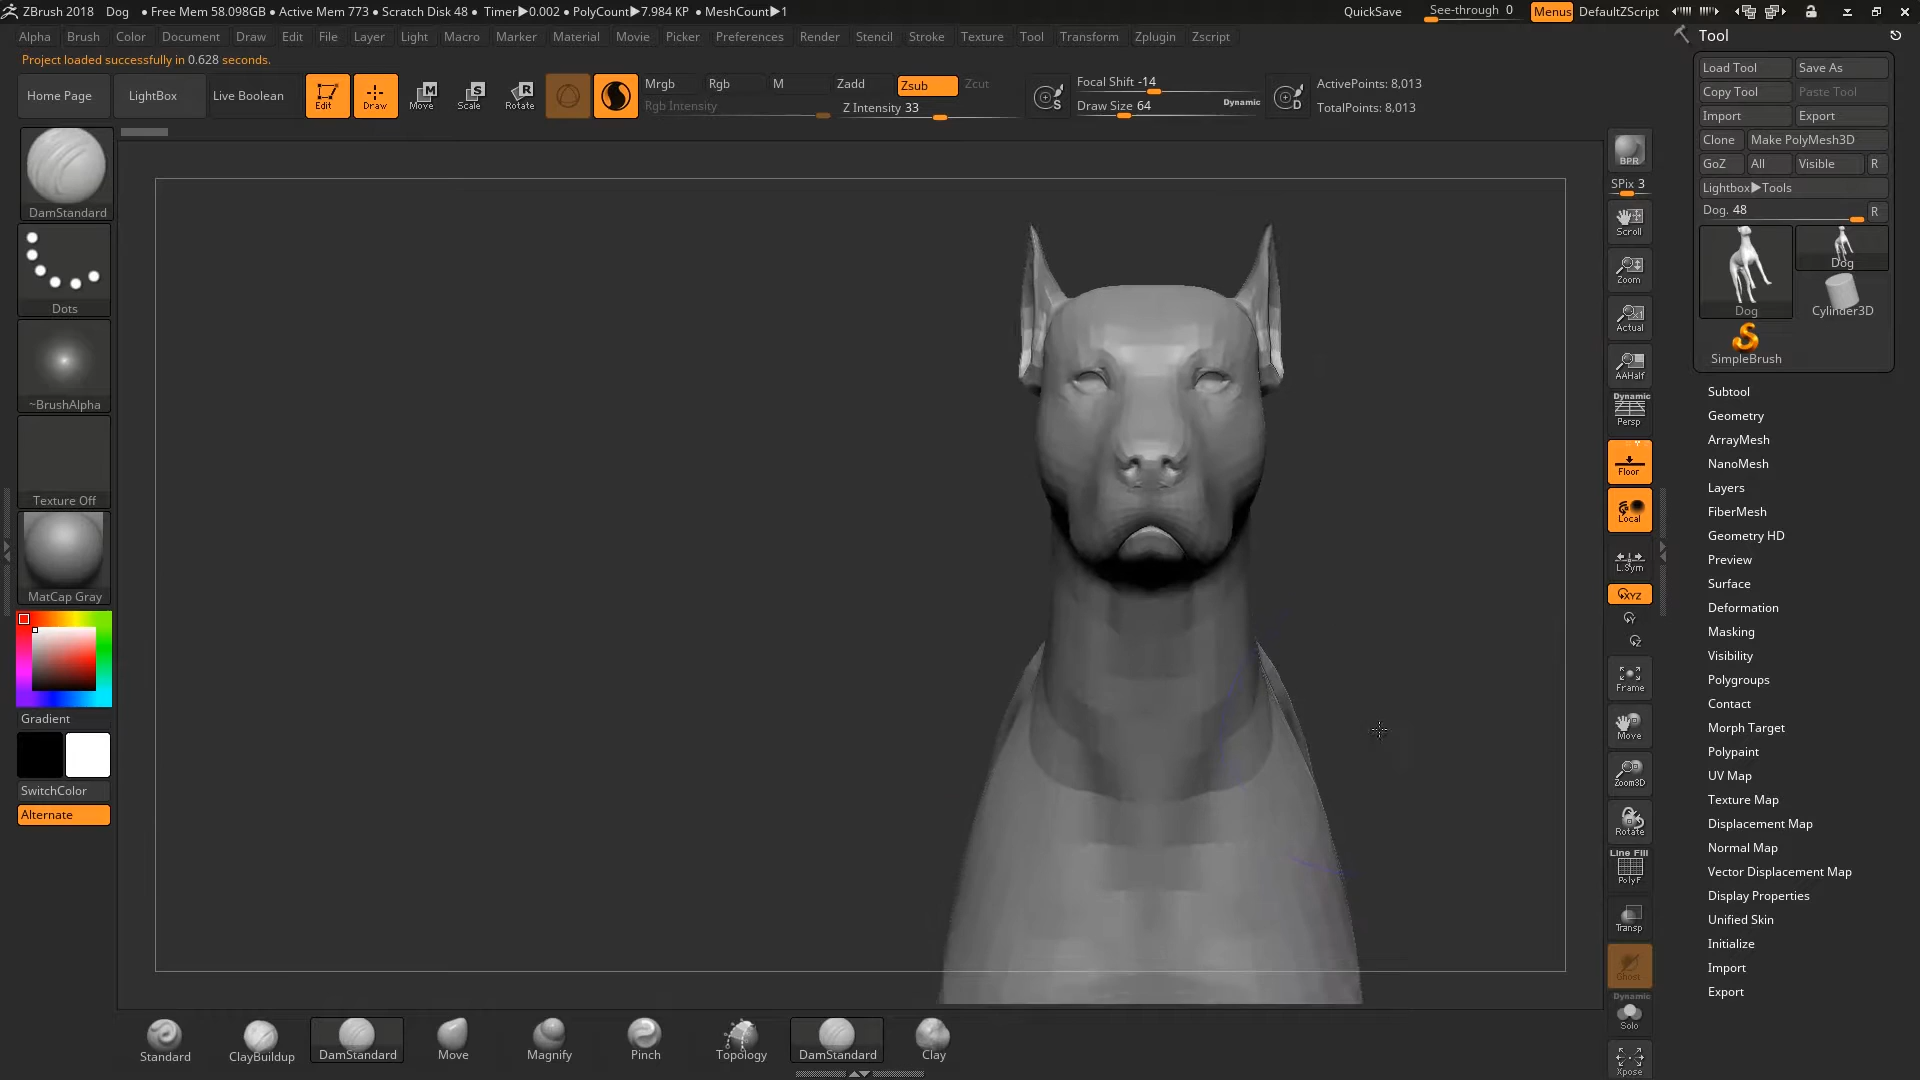 ZBrush 2018 Dog • Free Mem 58.098GB • Active Mem 773 • Scratch Disk 48 • Timer▶0.002 • PolyCount▶7.984 KP • MeshCount▶1 QuickSave See-through 0 Menus DefaultZScript
Alpha Brush Color Document Draw Edit File Layer Light Macro Marker Material Movie Picker Preferences Render Stencil Stroke Texture Tool Transform Zplugin Zscript
Project loaded successfully in 0.628 seconds.
Home Page LightBox Live Boolean Edit Draw Move Scale Rotate
Mrgb Rgb M Zadd Zsub Zcut
Rgb Intensity Z Intensity 33
S Focal Shift -14
Draw Size 64 Dynamic
D ActivePoints: 8,013
TotalPoints: 8,013
DamStandard
Dots
~BrushAlpha
Texture Off
MatCap Gray
Gradient
SwitchColor
Alternate
BPR
SPix 3
Scroll
Zoom
Actual
AAHalf
Dynamic
Persp
Floor
Local
L.Sym
XYZ
Y
Z
Frame
Move
Zoom3D
Rotate
Line Fill
PolyF
Transp
Ghost
Dynamic
Solo
Xpose
Tool
Load Tool Save As
Copy Tool Paste Tool
Import Export
Clone Make PolyMesh3D
GoZ All Visible R
Lightbox▶Tools
Dog. 48 R
Dog
Dog Cylinder3D
SimpleBrush
Subtool
Geometry
ArrayMesh
NanoMesh
Layers
FiberMesh
Geometry HD
Preview
Surface
Deformation
Masking
Visibility
Polygroups
Contact
Morph Target
Polypaint
UV Map
Texture Map
Displacement Map
Normal Map
Vector Displacement Map
Display Properties
Unified Skin
Initialize
Import
Export
Standard ClayBuildup DamStandard Move Magnify Pinch Topology DamStandard Clay